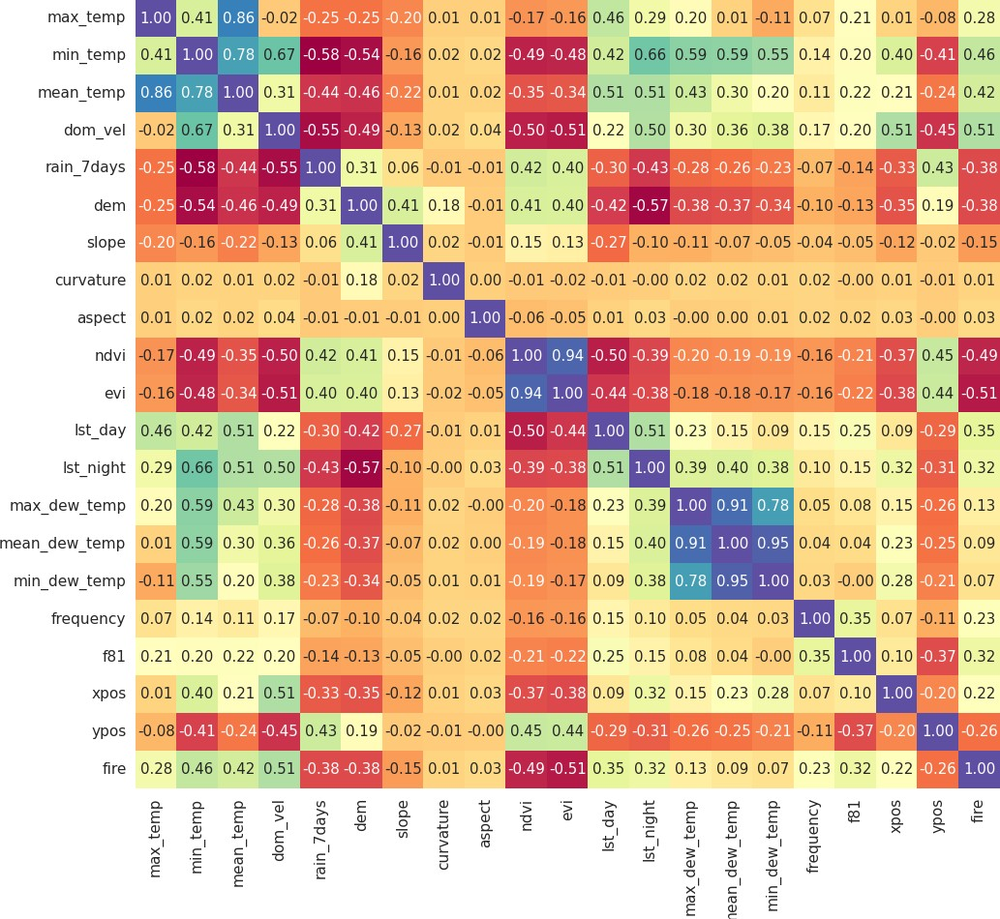 max_temp 1.00 0.41 0.86 -0.02 -0.25 -0.25 -0.20 0.01 0.01 -0.17 -0.16 0.46 0.29 0.20 0.01 -0.11 0.07 0.21 0.01 -0.08 0.28
min_temp 0.41 1.00 0.78 0.67 -0.58 -0.54 -0.16 0.02 0.02 -0.49 -0.48 0.42 0.66 0.59 0.59 0.55 0.14 0.20 0.40 -0.41 0.46
mean_temp 0.86 0.78 1.00 0.31 -0.44 -0.46 -0.22 0.01 0.02 -0.35 -0.34 0.51 0.51 0.43 0.30 0.20 0.11 0.22 0.21 -0.24 0.42
dom_vel -0.02 0.67 0.31 1.00 -0.55 -0.49 -0.13 0.02 0.04 -0.50 -0.51 0.22 0.50 0.30 0.36 0.38 0.17 0.20 0.51 -0.45 0.51
rain_7days -0.25 -0.58 -0.44 -0.55 1.00 0.31 0.06 -0.01 -0.01 0.42 0.40 -0.30 -0.43 -0.28 -0.26 -0.23 -0.07 -0.14 -0.33 0.43 -0.38
dem -0.25 -0.54 -0.46 -0.49 0.31 1.00 0.41 0.18 -0.01 0.41 0.40 -0.42 -0.57 -0.38 -0.37 -0.34 -0.10 -0.13 -0.35 0.19 -0.38
slope -0.20 -0.16 -0.22 -0.13 0.06 0.41 1.00 0.02 -0.01 0.15 0.13 -0.27 -0.10 -0.11 -0.07 -0.05 -0.04 -0.05 -0.12 -0.02 -0.15
curvature 0.01 0.02 0.01 0.02 -0.01 0.18 0.02 1.00 0.00 -0.01 -0.02 -0.01 -0.00 0.02 0.02 0.01 0.02 -0.00 0.01 -0.01 0.01
aspect 0.01 0.02 0.02 0.04 -0.01 -0.01 -0.01 0.00 1.00 -0.06 -0.05 0.01 0.03 -0.00 0.00 0.01 0.02 0.02 0.03 -0.00 0.03
ndvi -0.17 -0.49 -0.35 -0.50 0.42 0.41 0.15 -0.01 -0.06 1.00 0.94 -0.50 -0.39 -0.20 -0.19 -0.19 -0.16 -0.21 -0.37 0.45 -0.49
evi -0.16 -0.48 -0.34 -0.51 0.40 0.40 0.13 -0.02 -0.05 0.94 1.00 -0.44 -0.38 -0.18 -0.18 -0.17 -0.16 -0.22 -0.38 0.44 -0.51
lst_day 0.46 0.42 0.51 0.22 -0.30 -0.42 -0.27 -0.01 0.01 -0.50 -0.44 1.00 0.51 0.23 0.15 0.09 0.15 0.25 0.09 -0.29 0.35
lst_night 0.29 0.66 0.51 0.50 -0.43 -0.57 -0.10 -0.00 0.03 -0.39 -0.38 0.51 1.00 0.39 0.40 0.38 0.10 0.15 0.32 -0.31 0.32
max_dew_temp 0.20 0.59 0.43 0.30 -0.28 -0.38 -0.11 0.02 -0.00 -0.20 -0.18 0.23 0.39 1.00 0.91 0.78 0.05 0.08 0.15 -0.26 0.13
mean_dew_temp 0.01 0.59 0.30 0.36 -0.26 -0.37 -0.07 0.02 0.00 -0.19 -0.18 0.15 0.40 0.91 1.00 0.95 0.04 0.04 0.23 -0.25 0.09
min_dew_temp -0.11 0.55 0.20 0.38 -0.23 -0.34 -0.05 0.01 0.01 -0.19 -0.17 0.09 0.38 0.78 0.95 1.00 0.03 -0.00 0.28 -0.21 0.07
frequency 0.07 0.14 0.11 0.17 -0.07 -0.10 -0.04 0.02 0.02 -0.16 -0.16 0.15 0.10 0.05 0.04 0.03 1.00 0.35 0.07 -0.11 0.23
f81 0.21 0.20 0.22 0.20 -0.14 -0.13 -0.05 -0.00 0.02 -0.21 -0.22 0.25 0.15 0.08 0.04 -0.00 0.35 1.00 0.10 -0.37 0.32
xpos 0.01 0.40 0.21 0.51 -0.33 -0.35 -0.12 0.01 0.03 -0.37 -0.38 0.09 0.32 0.15 0.23 0.28 0.07 0.10 1.00 -0.20 0.22
ypos -0.08 -0.41 -0.24 -0.45 0.43 0.19 -0.02 -0.01 -0.00 0.45 0.44 -0.29 -0.31 -0.26 -0.25 -0.21 -0.11 -0.37 -0.20 1.00 -0.26
fire 0.28 0.46 0.42 0.51 -0.38 -0.38 -0.15 0.01 0.03 -0.49 -0.51 0.35 0.32 0.13 0.09 0.07 0.23 0.32 0.22 -0.26 1.00
max_temp min_temp mean_temp dom_vel rain_7days dem slope curvature aspect ndvi evi lst_day lst_night max_dew_temp mean_dew_temp min_dew_temp frequency f81 xpos ypos fire